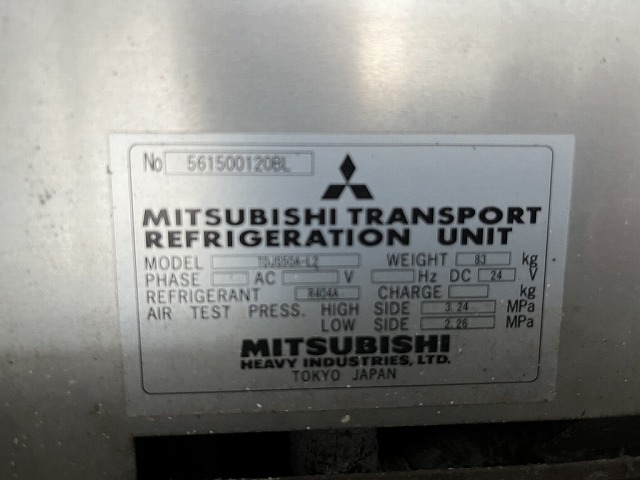 No 561500120BL
MITSUBISHI TRANSPORT
REFRIGERATION UNIT
MODEL WEIGHT 83 kg
PHASE AC V Hz DC 24 V
REFRIGERANT R404A CHARGE kg
AIR TEST PRESS. HIGH SIDE 3.24 MPa
LOW SIDE 2.26 MPa
MITSUBISHI
HEAVY INDUSTRIES, LTD.
TOKYO JAPAN